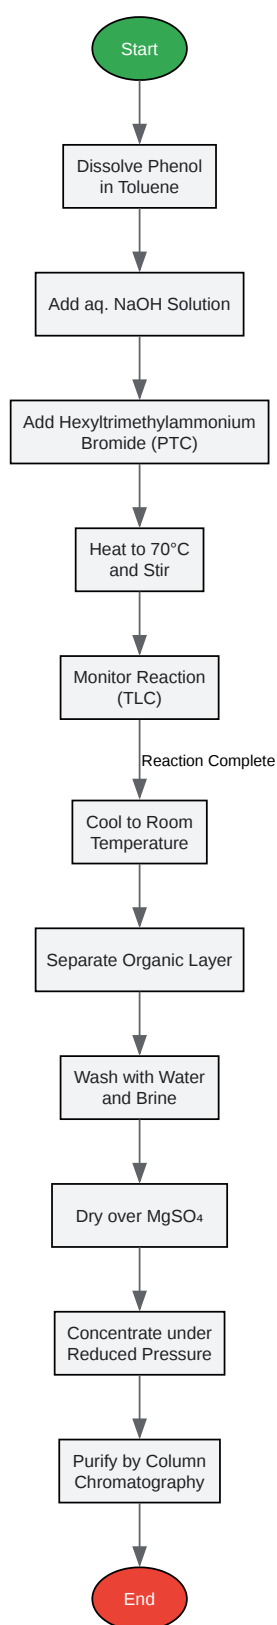 Start
Dissolve Phenol
in Toluene
Add aq. NaOH Solution
Add Hexyltrimethylammonium
Bromide (PTC)
Heat to 70°C
and Stir
Monitor Reaction
(TLC)
Reaction Complete
Cool to Room
Temperature
Separate Organic Layer
Wash with Water
and Brine
Dry over MgSO₄
Concentrate under
Reduced Pressure
Purify by Column
Chromatography
End